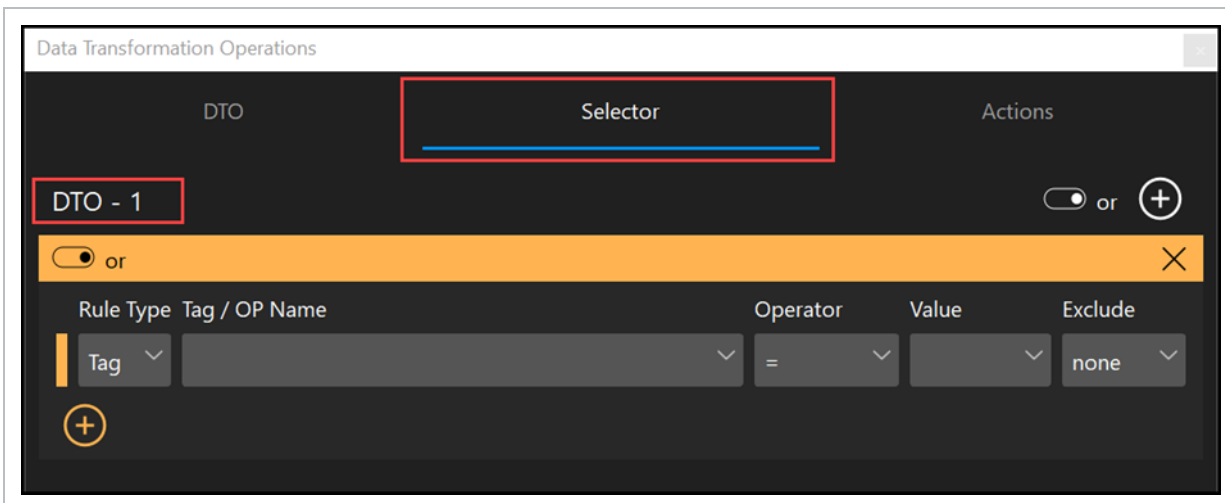 Data Transformation Operations
x
DTO Selector Actions
DTO - 1 or
or
Rule Type Tag / OP Name Operator Value Exclude
Tag = none